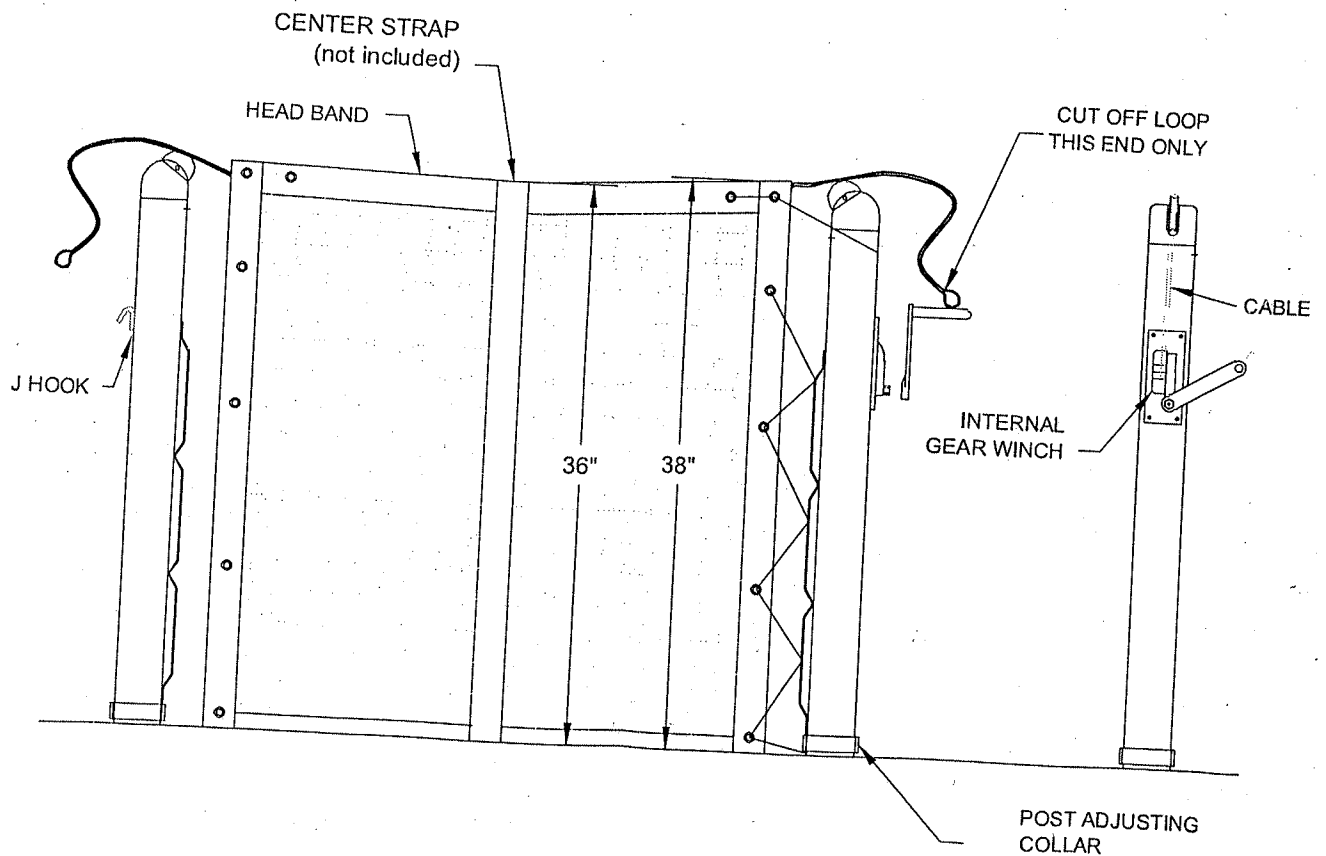 CENTER STRAP
(not included)
HEAD BAND
CUT OFF LOOP
THIS END ONLY
CABLE
J HOOK
INTERNAL
GEAR WINCH
36"
38"
POST ADJUSTING
COLLAR